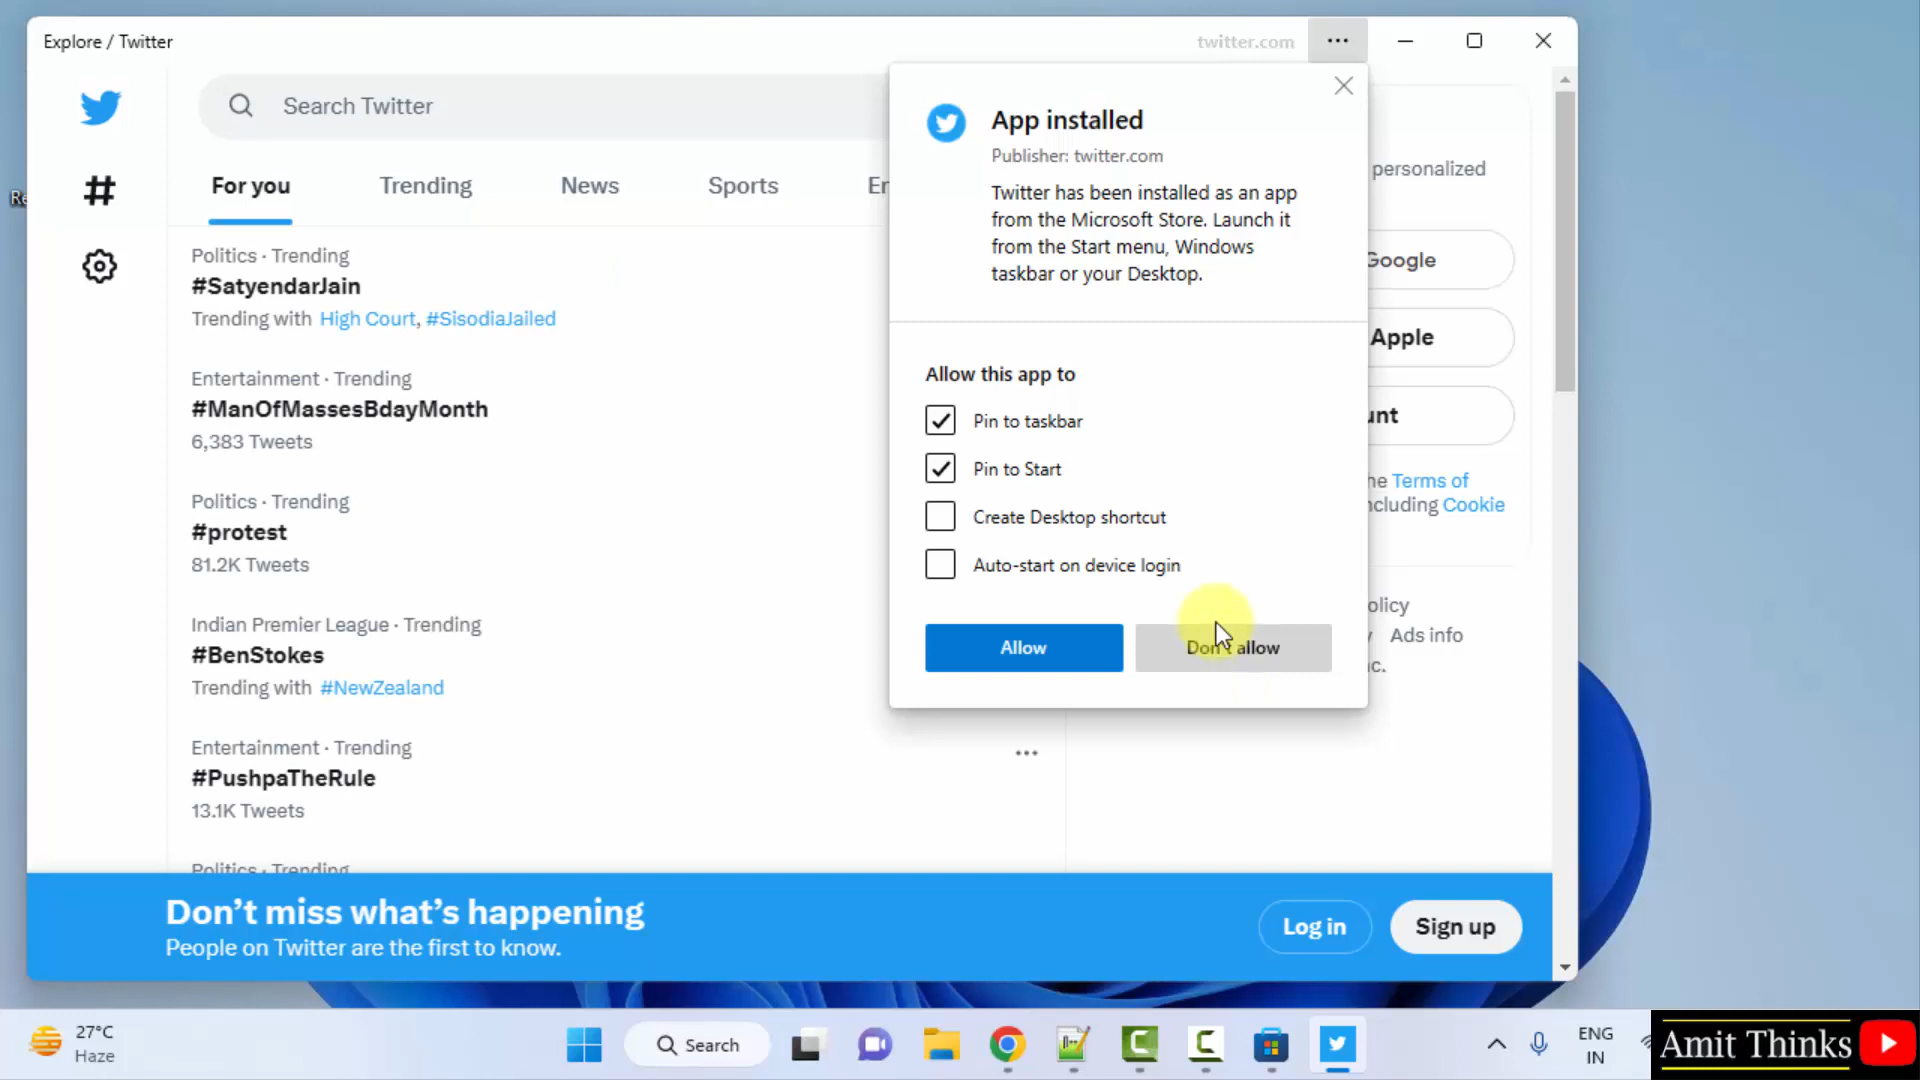 Explore / Twitter
twitter.com
Search Twitter
For you
Trending
News
Sports
Politics · Trending
#SatyendarJain
Trending with High Court, #SisodiaJailed
Entertainment · Trending
#ManOfMassesBdayMonth
6,383 Tweets
Politics · Trending
#protest
81.2K Tweets
Indian Premier League · Trending
#BenStokes
Trending with #NewZealand
Entertainment · Trending
#PushpaTheRule
13.1K Tweets
Politics · Trending
App installed
Publisher: twitter.com
Twitter has been installed as an app
from the Microsoft Store. Launch it
from the Start menu, Windows
taskbar or your Desktop.
Allow this app to
Pin to taskbar
Pin to Start
Create Desktop shortcut
Auto-start on device login
Allow
Don't allow
personalized
Google
Apple
Terms of
Cookie
Ads info
Don't miss what's happening
People on Twitter are the first to know.
Log in
Sign up
27°C
Haze
Search
ENG
IN
Amit Thinks